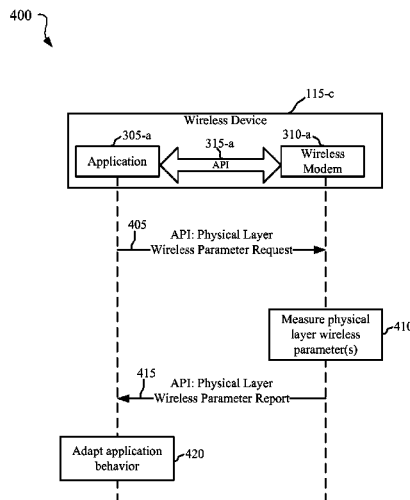 400
115-c
Wireless Device
305-a
315-a
310-a
Application
API
Wireless
Modem
405
API: Physical Layer
Wireless Parameter Request
Measure physical
layer wireless
parameter(s)
410
415
API: Physical Layer
Wireless Parameter Report
Adapt application
behavior
420